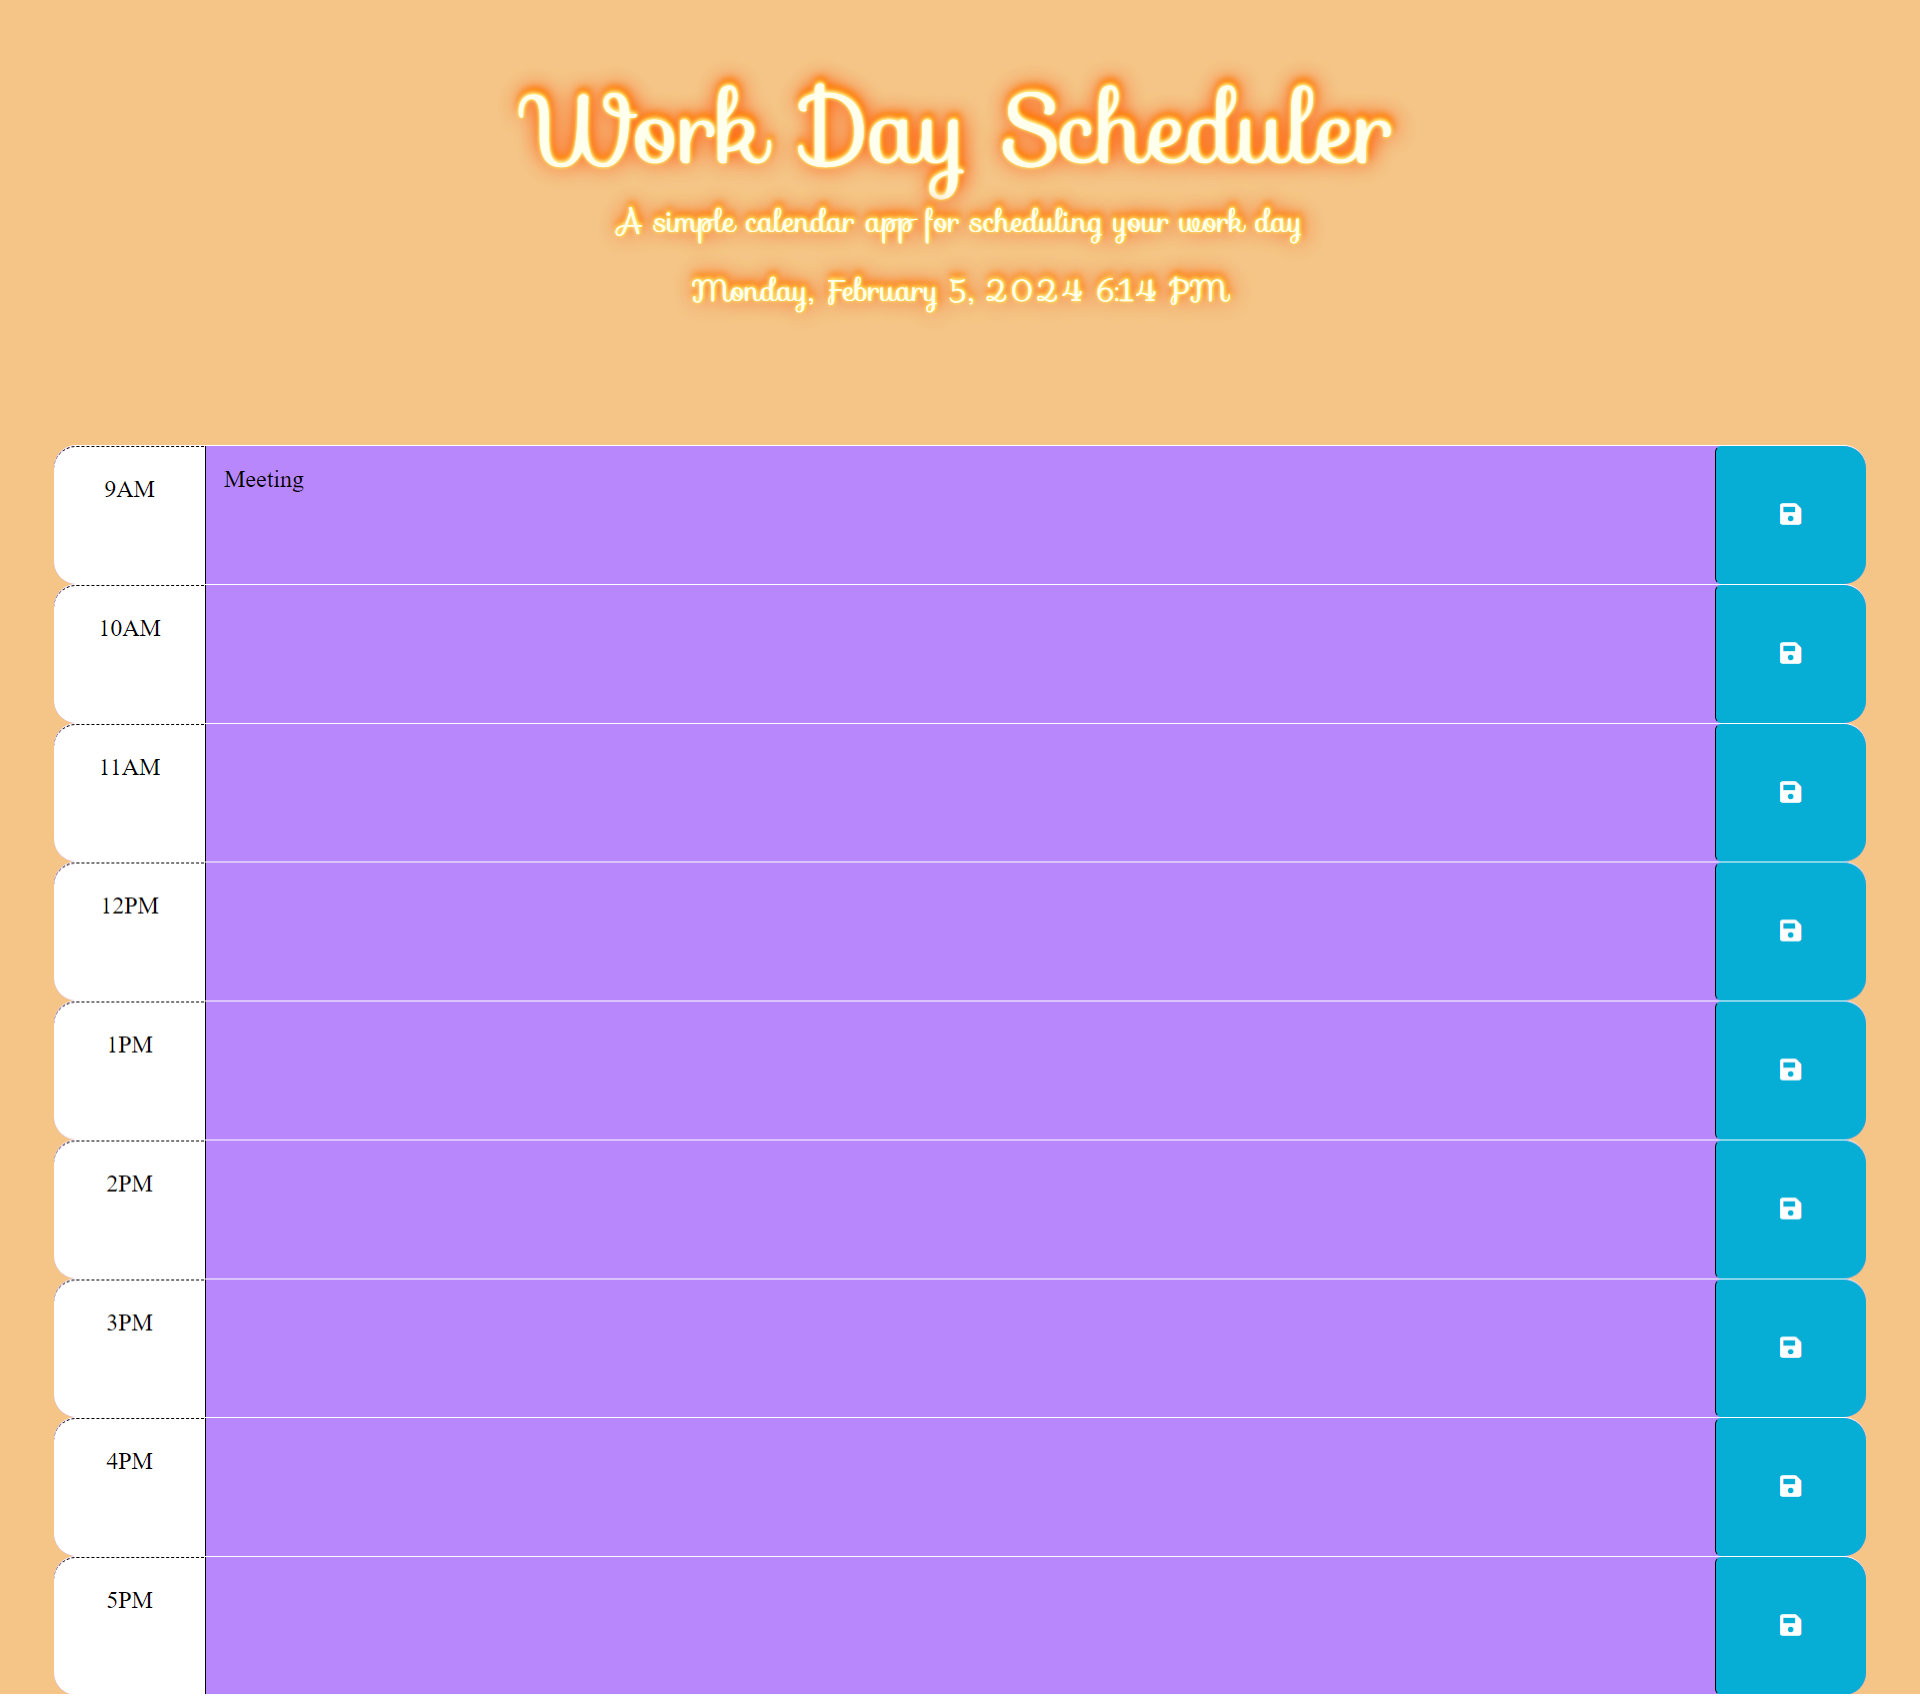 Work Day Scheduler
A simple calendar app for scheduling your work day
Monday, February 5, 2024 6:14 PM
9AM
Meeting
10AM
11AM
12PM
1PM
2PM
3PM
4PM
5PM